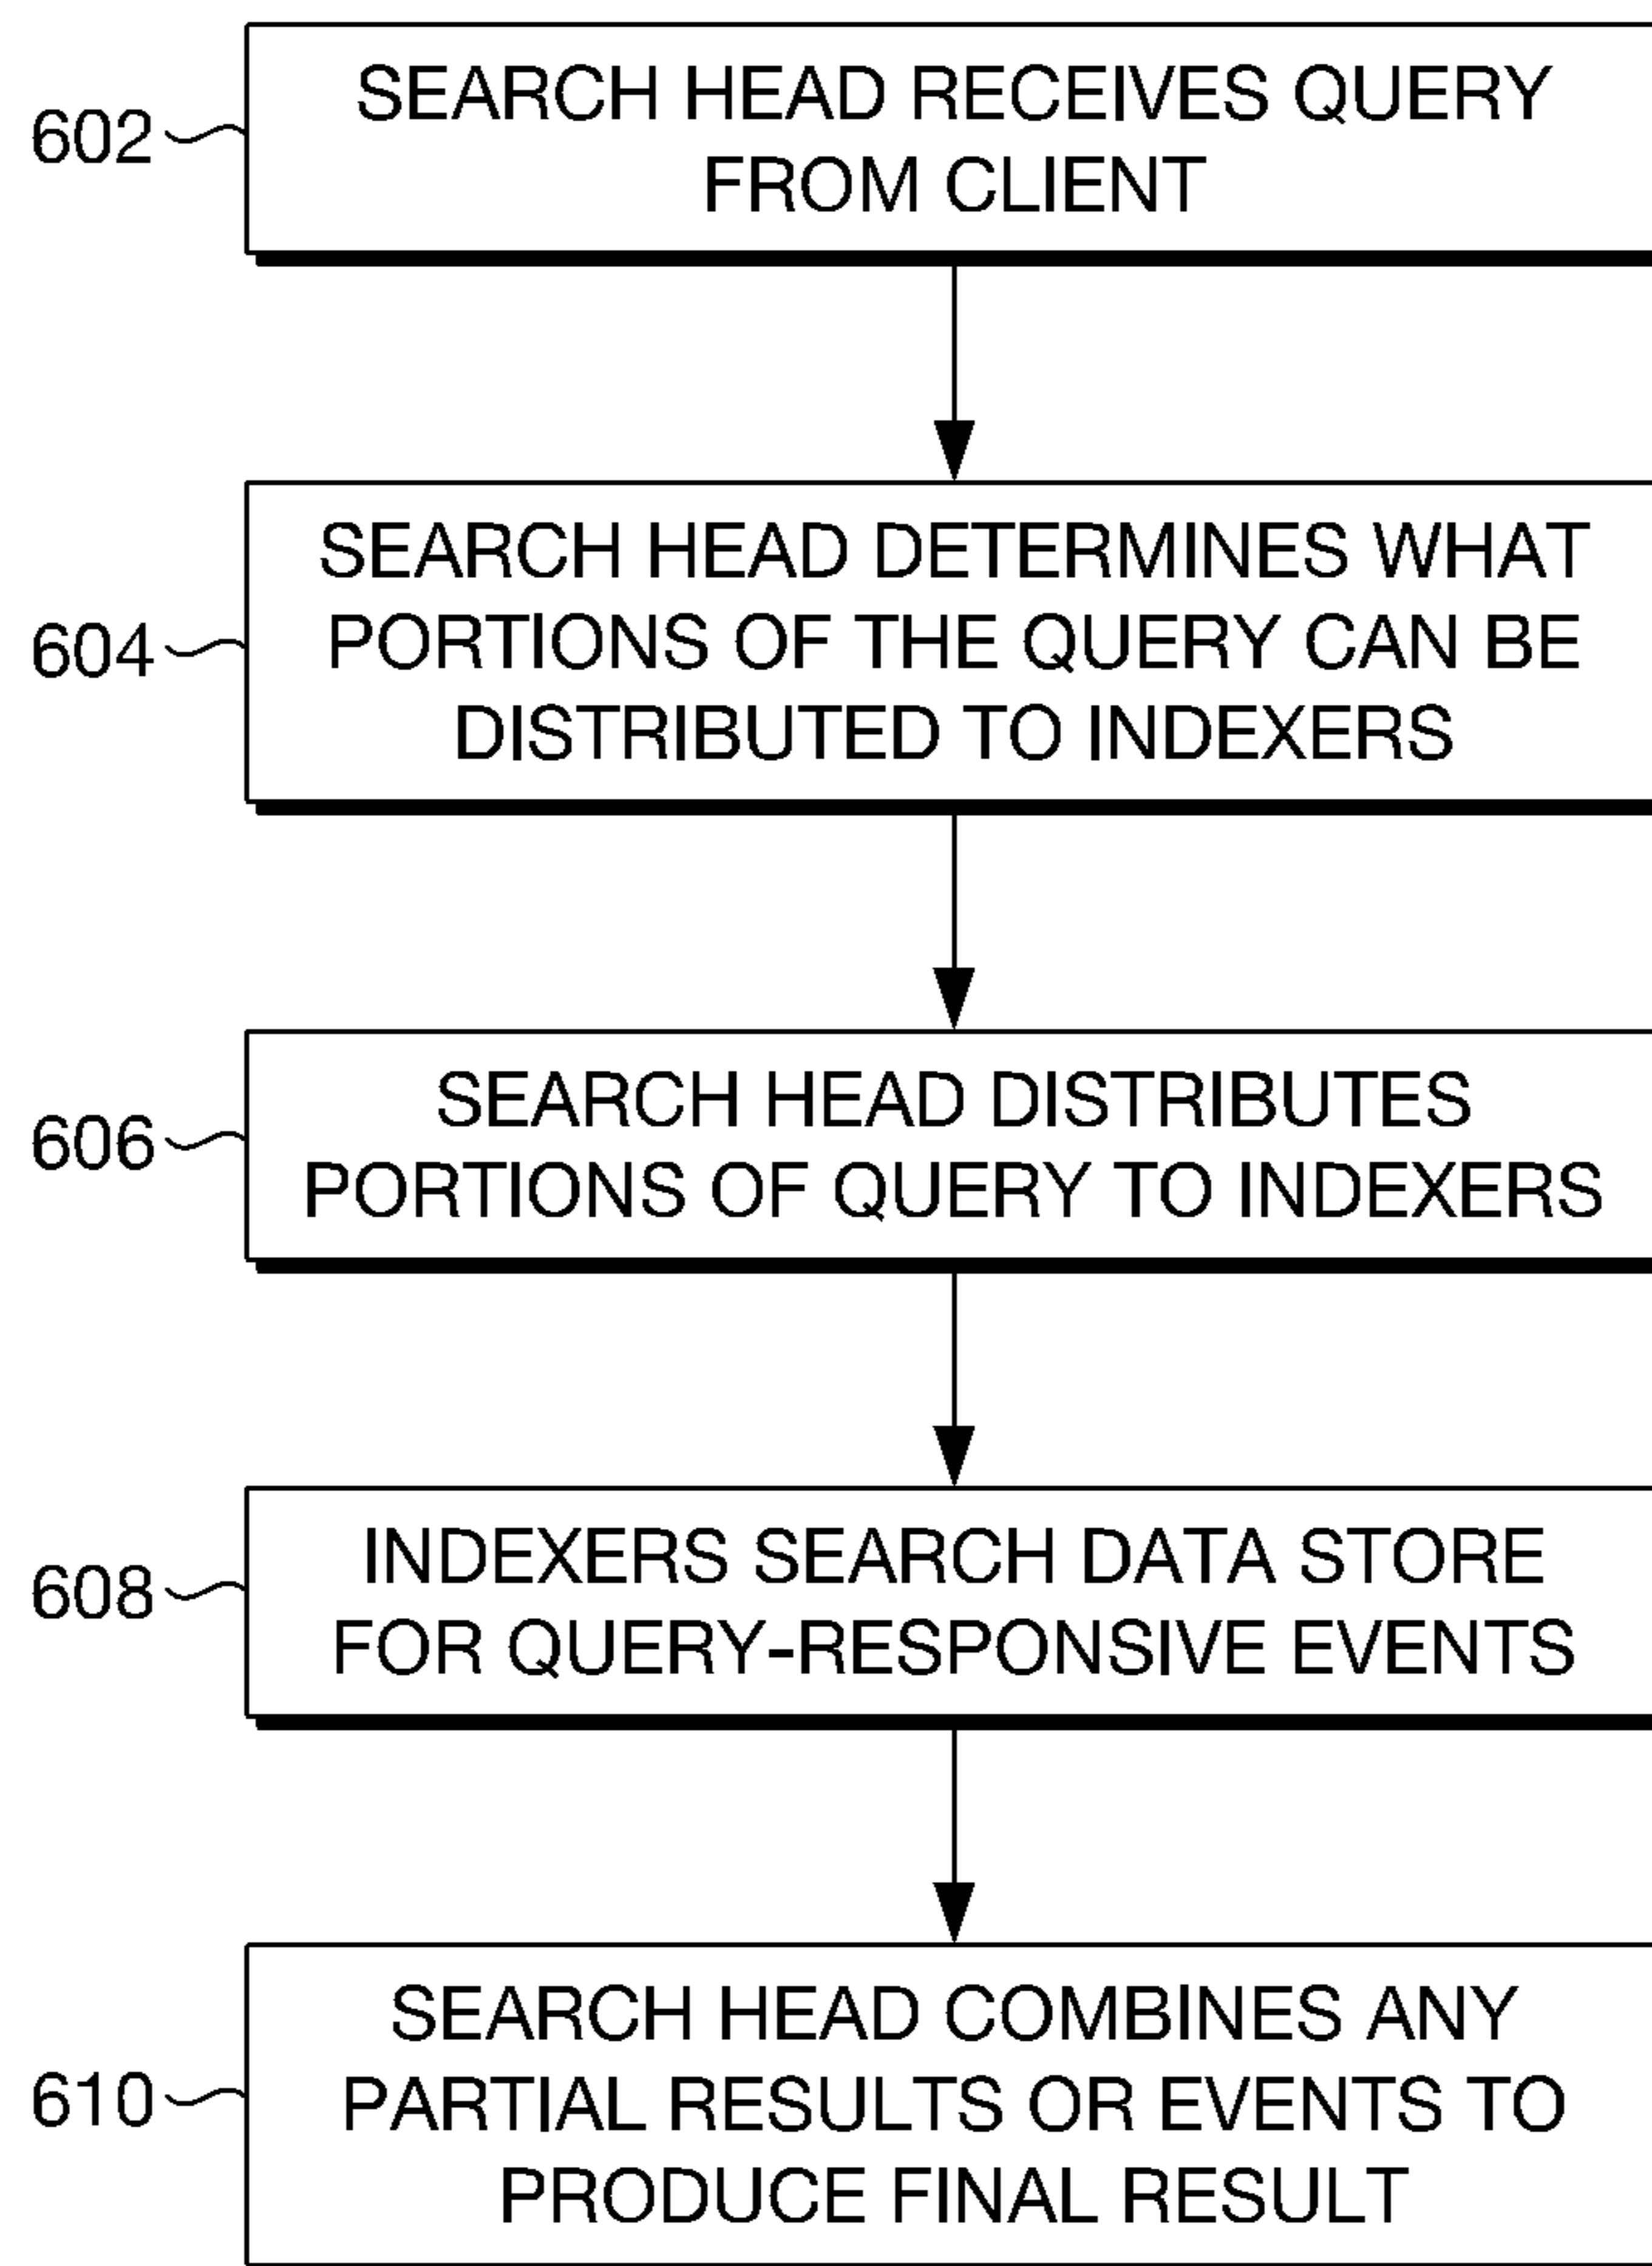 602
SEARCH HEAD RECEIVES QUERY
FROM CLIENT
604
SEARCH HEAD DETERMINES WHAT
PORTIONS OF THE QUERY CAN BE
DISTRIBUTED TO INDEXERS
606
SEARCH HEAD DISTRIBUTES
PORTIONS OF QUERY TO INDEXERS
608
INDEXERS SEARCH DATA STORE
FOR QUERY-RESPONSIVE EVENTS
610
SEARCH HEAD COMBINES ANY
PARTIAL RESULTS OR EVENTS TO
PRODUCE FINAL RESULT